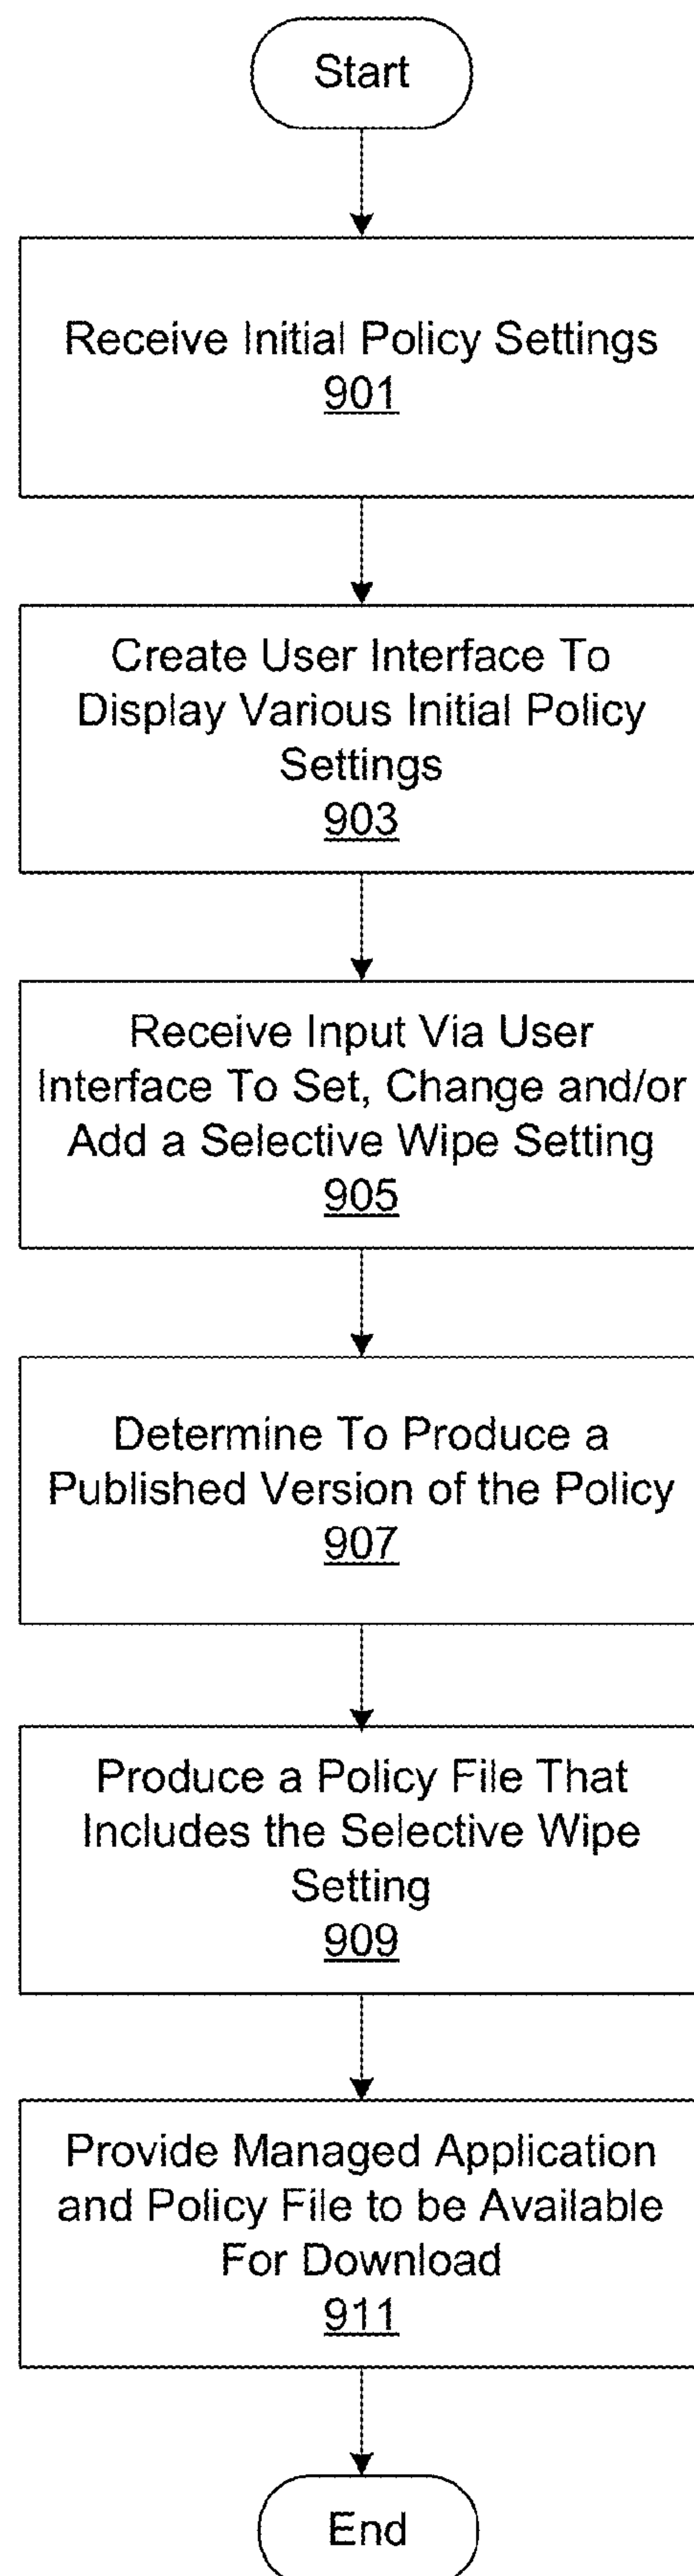 Start
Receive Initial Policy Settings
901
Create User Interface To
Display Various Initial Policy
Settings
903
Receive Input Via User
Interface To Set, Change and/or
Add a Selective Wipe Setting
905
Determine To Produce a
Published Version of the Policy
907
Produce a Policy File That
Includes the Selective Wipe
Setting
909
Provide Managed Application
and Policy File to be Available
For Download
911
End